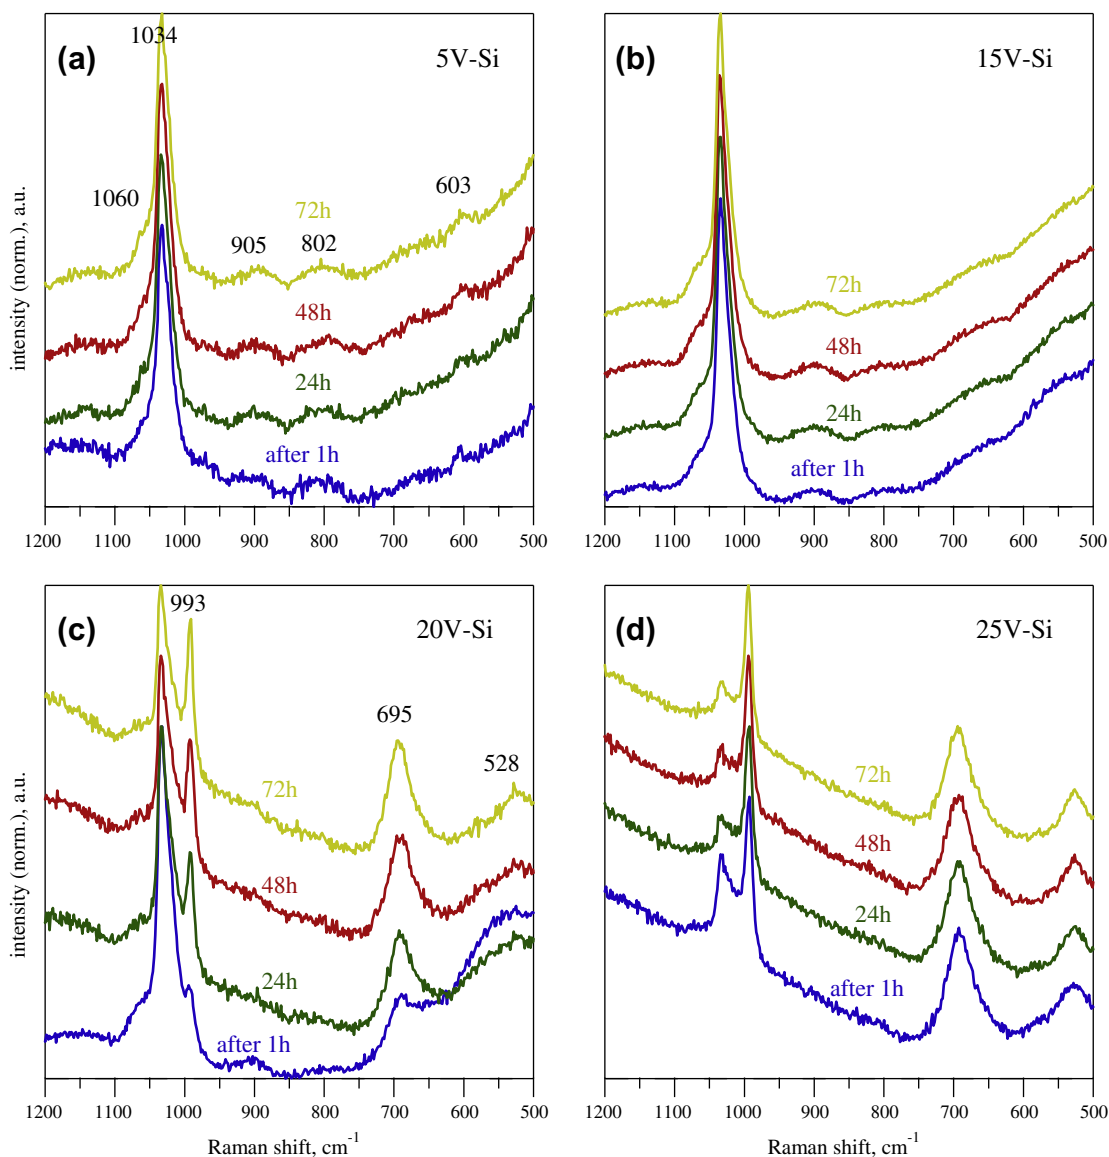 (a)
1034
5V-Si
1060
905
802
603
72h
48h
24h
after 1h
intensity (norm.), a.u.
1200 1100 1000 900 800 700 600 500
(b)
15V-Si
72h
48h
24h
after 1h
1200 1100 1000 900 800 700 600 500
(c)
993
20V-Si
695
528
72h
48h
24h
after 1h
intensity (norm.), a.u.
1200 1100 1000 900 800 700 600 500
Raman shift, cm-1
(d)
25V-Si
72h
48h
24h
after 1h
1200 1100 1000 900 800 700 600 500
Raman shift, cm-1